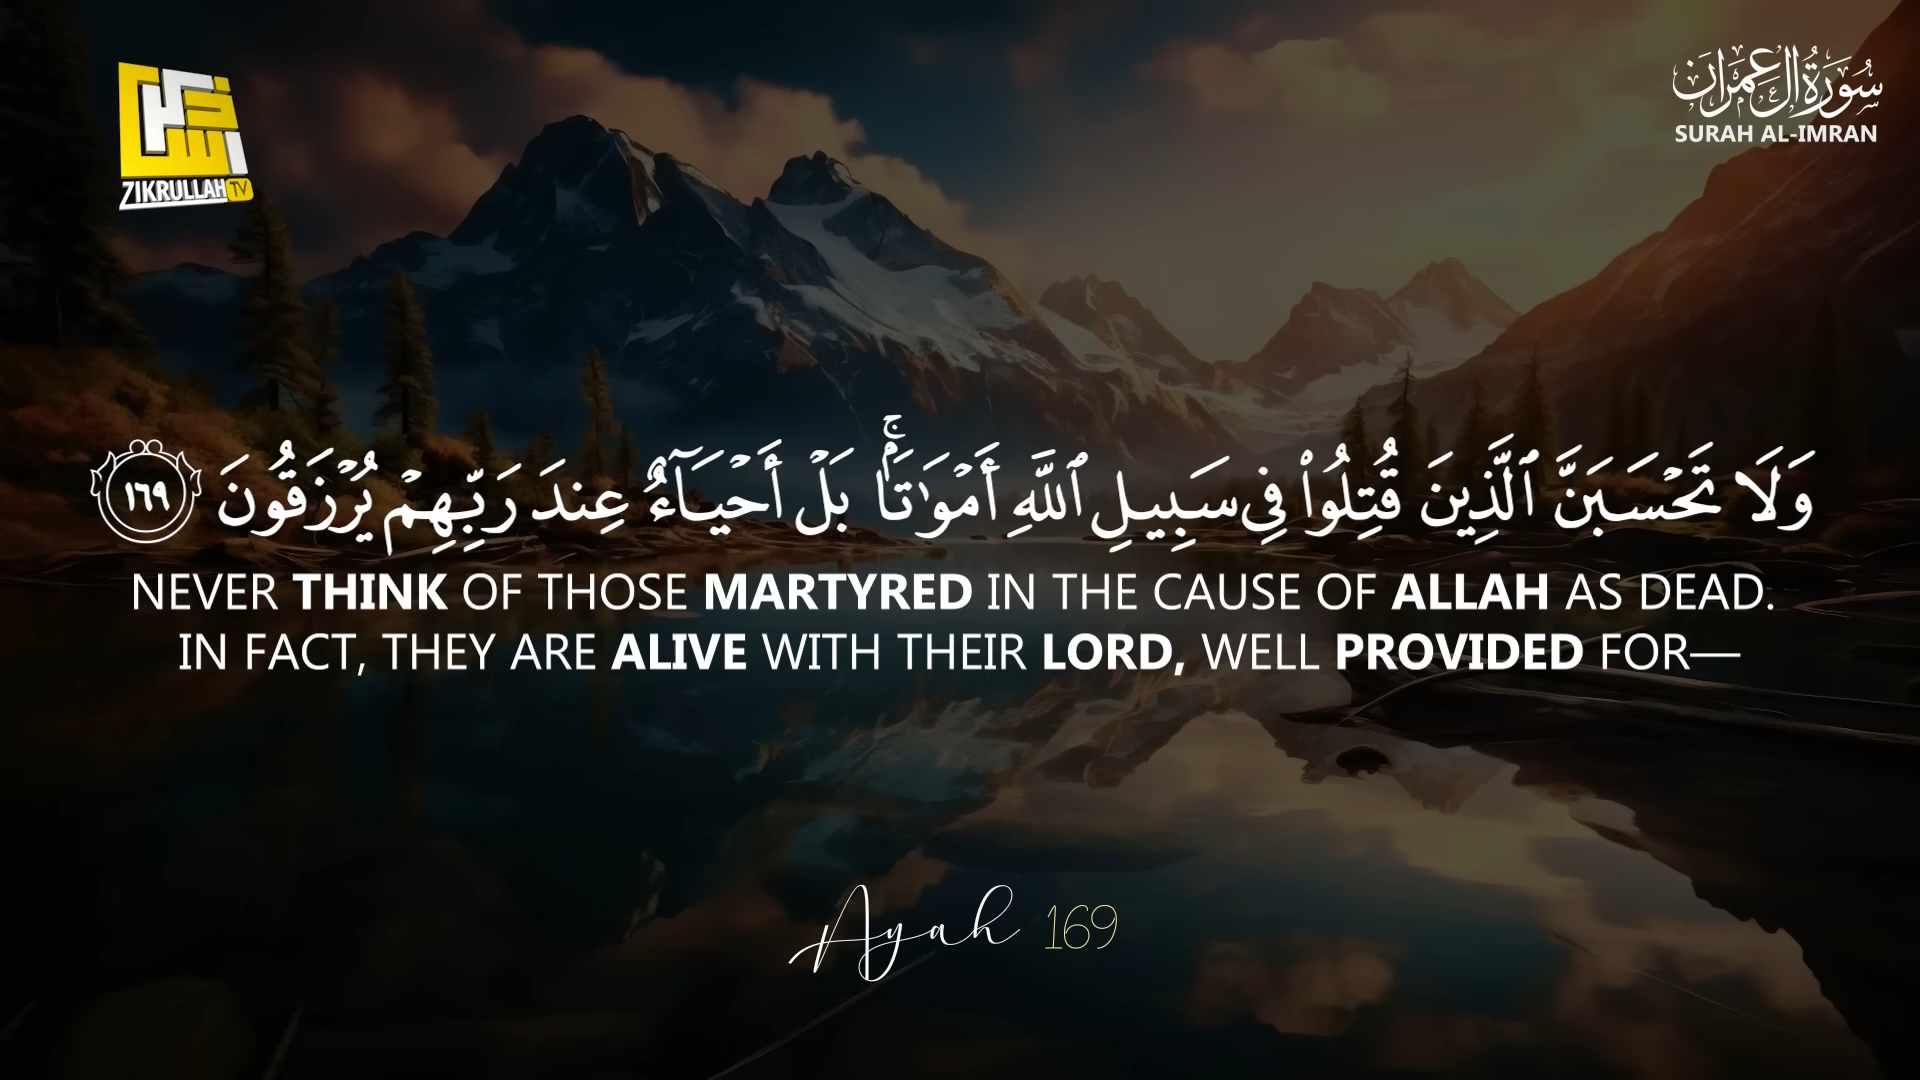 ZIKRULLAH TV
سُورَةُ اٰل عِمْرَان
SURAH AL-IMRAN
وَلَا تَحْسَبَنَّ ٱلَّذِينَ قُتِلُوا۟ فِى سَبِيلِ ٱللَّهِ أَمْوَٰتًۢا ۚ بَلْ أَحْيَآءٌ عِندَ رَبِّهِمْ يُرْزَقُونَ ١٦٩
NEVER THINK OF THOSE MARTYRED IN THE CAUSE OF ALLAH AS DEAD.
IN FACT, THEY ARE ALIVE WITH THEIR LORD, WELL PROVIDED FOR—
Ayah 169